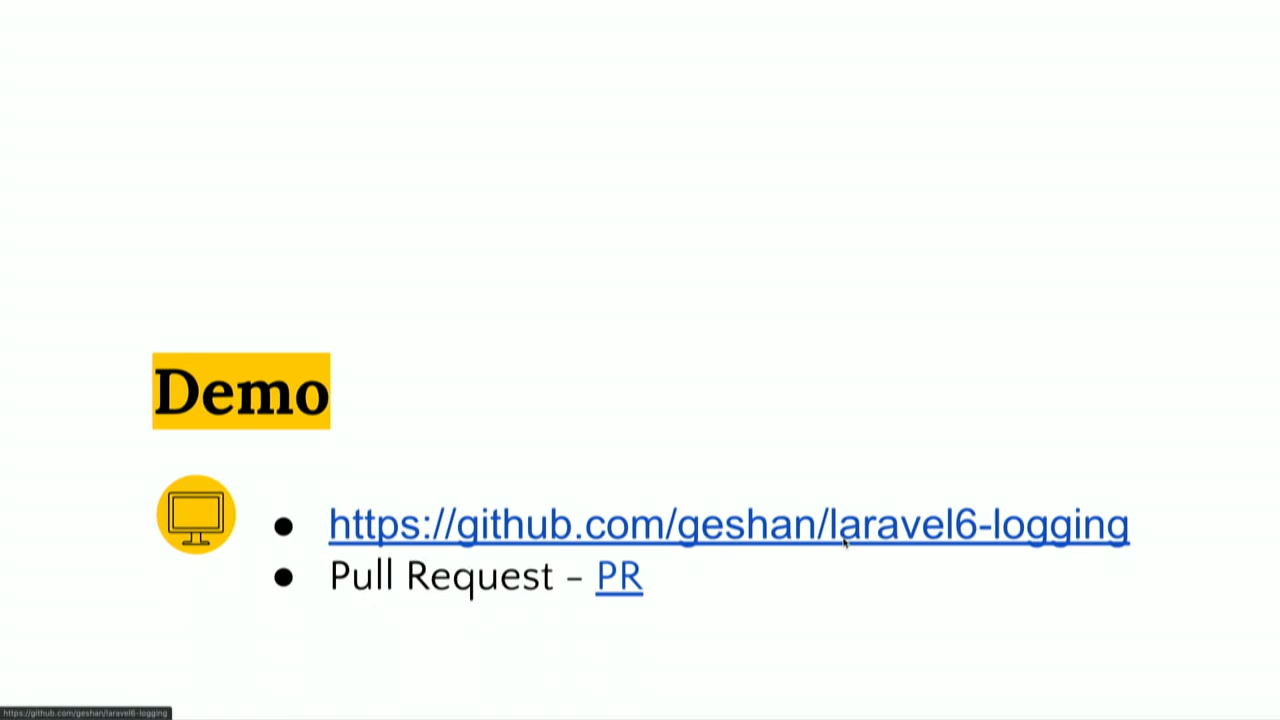 Demo
● https://github.com/geshan/laravel6-logging
● Pull Request – PR
https://github.com/geshan/laravel6-logging